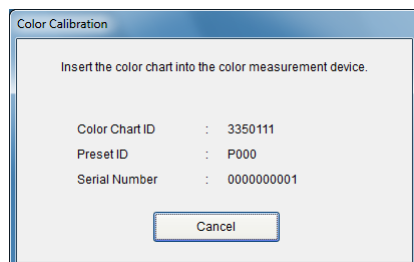 Color Calibration
Insert the color chart into the color measurement device.
Color Chart ID : 3350111
Preset ID : P000
Serial Number : 0000000001
Cancel